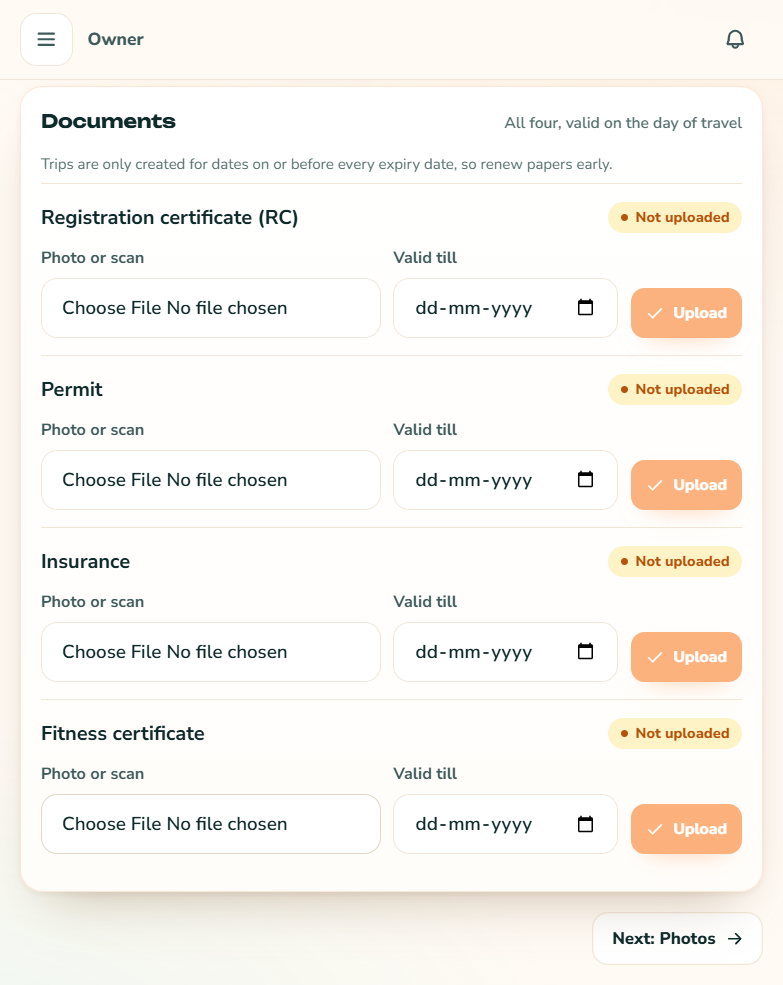 Owner
Documents
All four, valid on the day of travel
Trips are only created for dates on or before every expiry date, so renew papers early.
Registration certificate (RC)
Not uploaded
Photo or scan
Valid till
Choose File No file chosen
dd-mm-yyyy
Upload
Permit
Not uploaded
Photo or scan
Valid till
Choose File No file chosen
dd-mm-yyyy
Upload
Insurance
Not uploaded
Photo or scan
Valid till
Choose File No file chosen
dd-mm-yyyy
Upload
Fitness certificate
Not uploaded
Photo or scan
Valid till
Choose File No file chosen
dd-mm-yyyy
Upload
Next: Photos